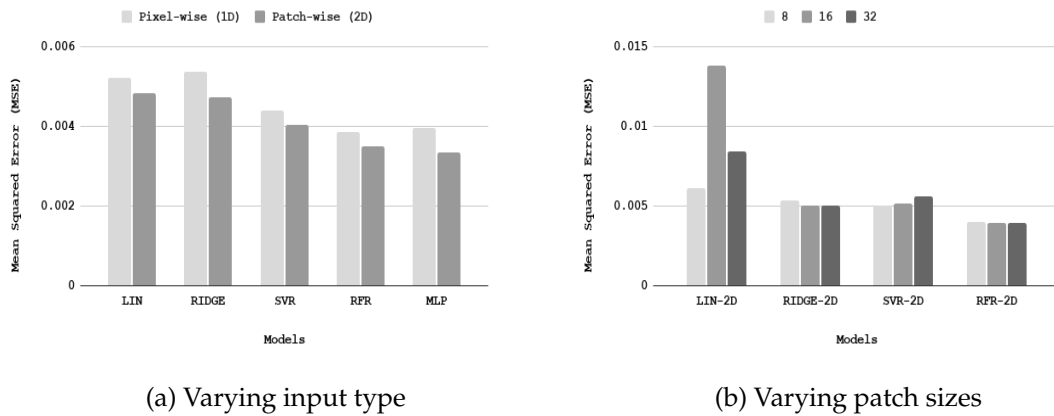 Pixel-wise (1D) Patch-wise (2D)
0.006
0.004
0.002
0
Mean Squared Error (MSE)
LIN RIDGE SVR RFR MLP
Models
(a) Varying input type
8 16 32
0.015
0.01
0.005
0
Mean Squared Error (MSE)
LIN-2D RIDGE-2D SVR-2D RFR-2D
Models
(b) Varying patch sizes